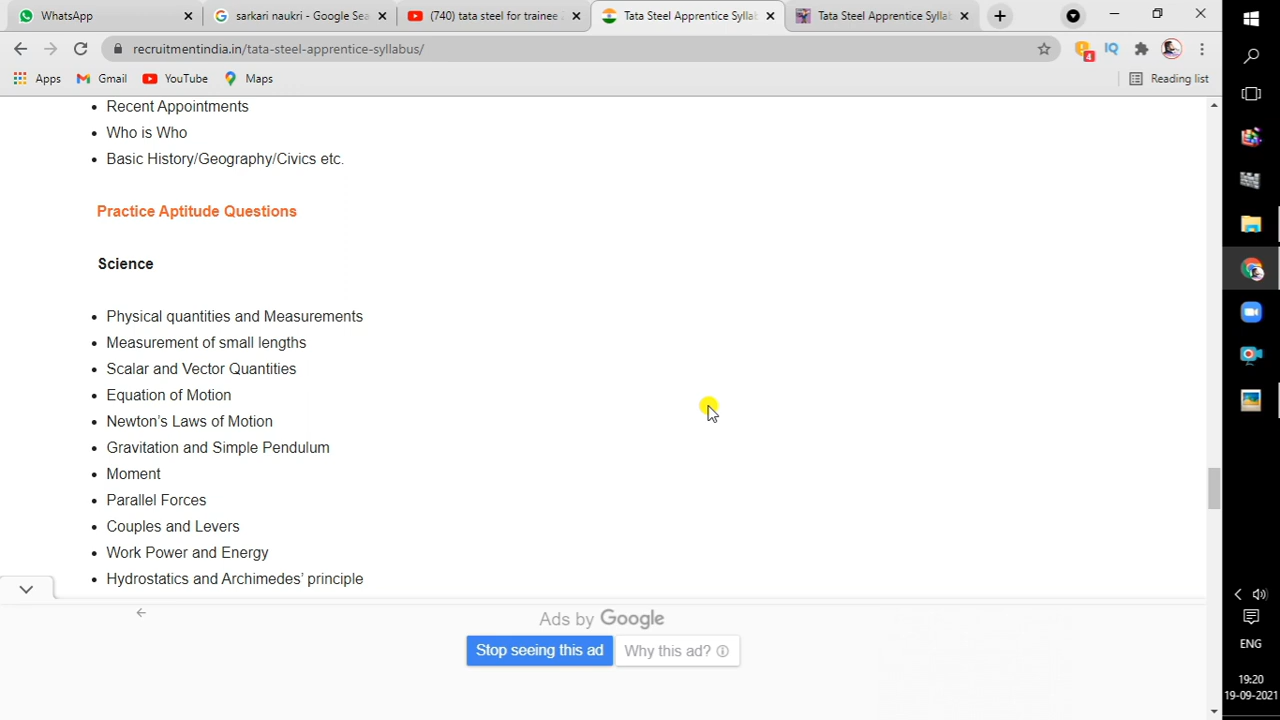 WhatsApp
sarkari naukri - Google Sea
(740) tata steel for trainee
Tata Steel Apprentice Syllab
Tata Steel Apprentice Syllab
recruitmentindia.in/tata-steel-apprentice-syllabus/
4
IQ
Apps
Gmail
YouTube
Maps
Reading list
Recent Appointments
Who is Who
Basic History/Geography/Civics etc.
Practice Aptitude Questions
Science
Physical quantities and Measurements
Measurement of small lengths
Scalar and Vector Quantities
Equation of Motion
Newton's Laws of Motion
Gravitation and Simple Pendulum
Moment
Parallel Forces
Couples and Levers
Work Power and Energy
Hydrostatics and Archimedes' principle
Ads by Google
Stop seeing this ad
Why this ad?
ENG
19:20
19-09-2021